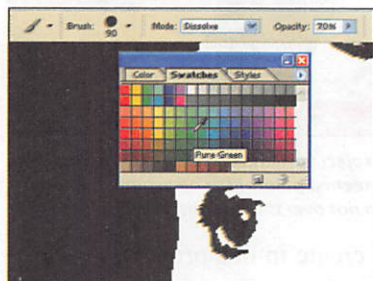 Brush: 90 Mode: Dissolve Opacity: 70%
Color Swatches Styles
Pure Green